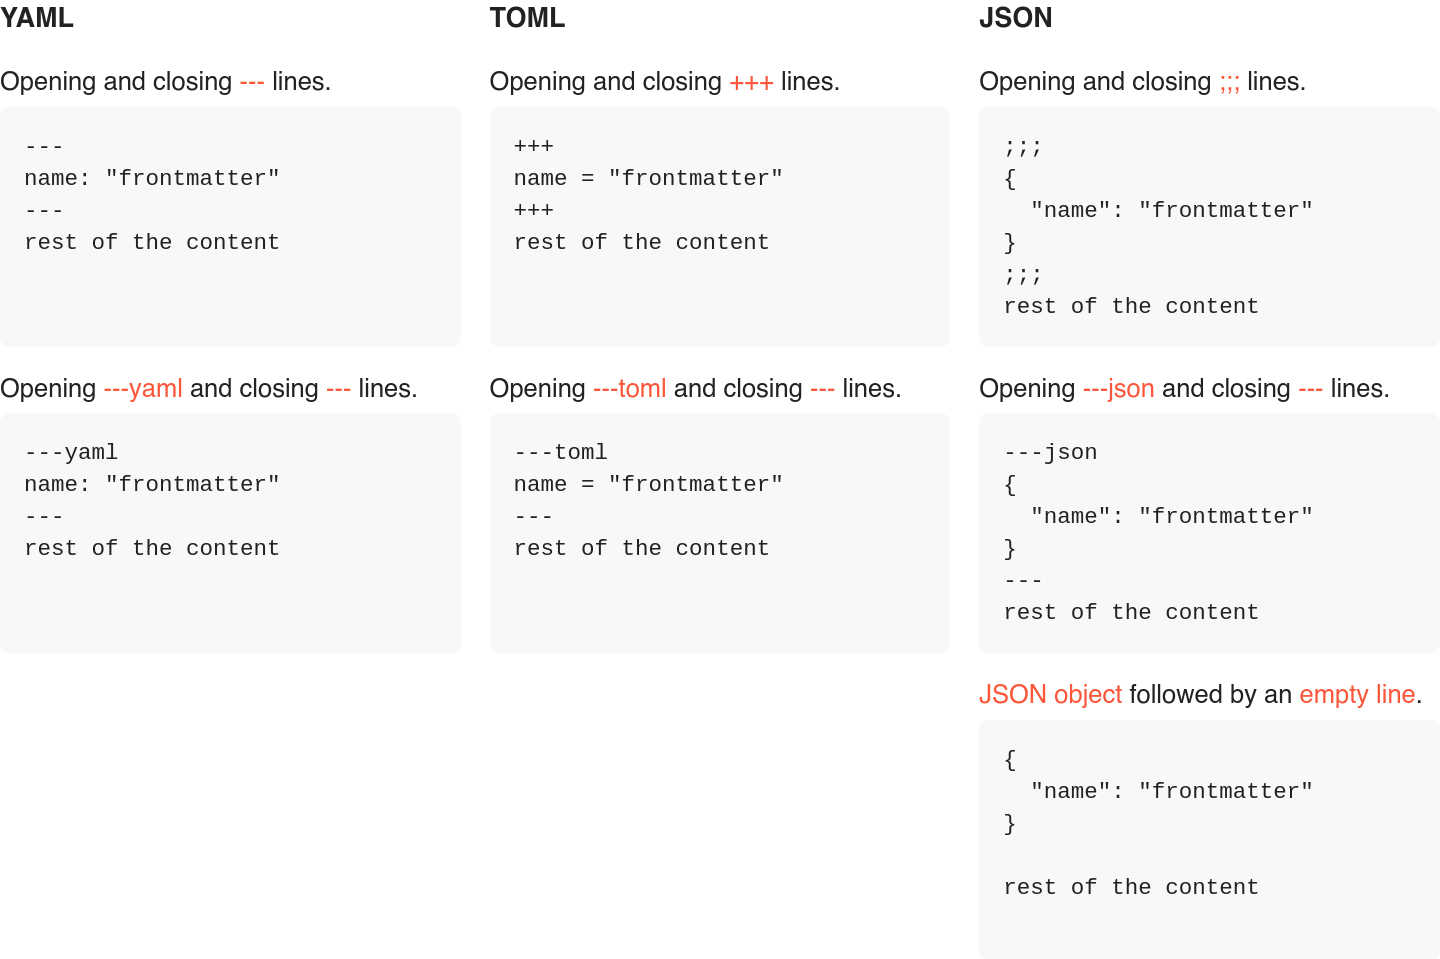 YAML
Opening and closing --- lines.
---
name: "frontmatter"
---
rest of the content
Opening ---yaml and closing --- lines.
---yaml
name: "frontmatter"
---
rest of the content
TOML
Opening and closing +++ lines.
+++
name = "frontmatter"
+++
rest of the content
Opening ---toml and closing --- lines.
---toml
name = "frontmatter"
---
rest of the content
JSON
Opening and closing ;;; lines.
;;;
{
  "name": "frontmatter"
}
;;;
rest of the content
Opening ---json and closing --- lines.
---json
{
  "name": "frontmatter"
}
---
rest of the content
JSON object followed by an empty line.
{
  "name": "frontmatter"
}

rest of the content